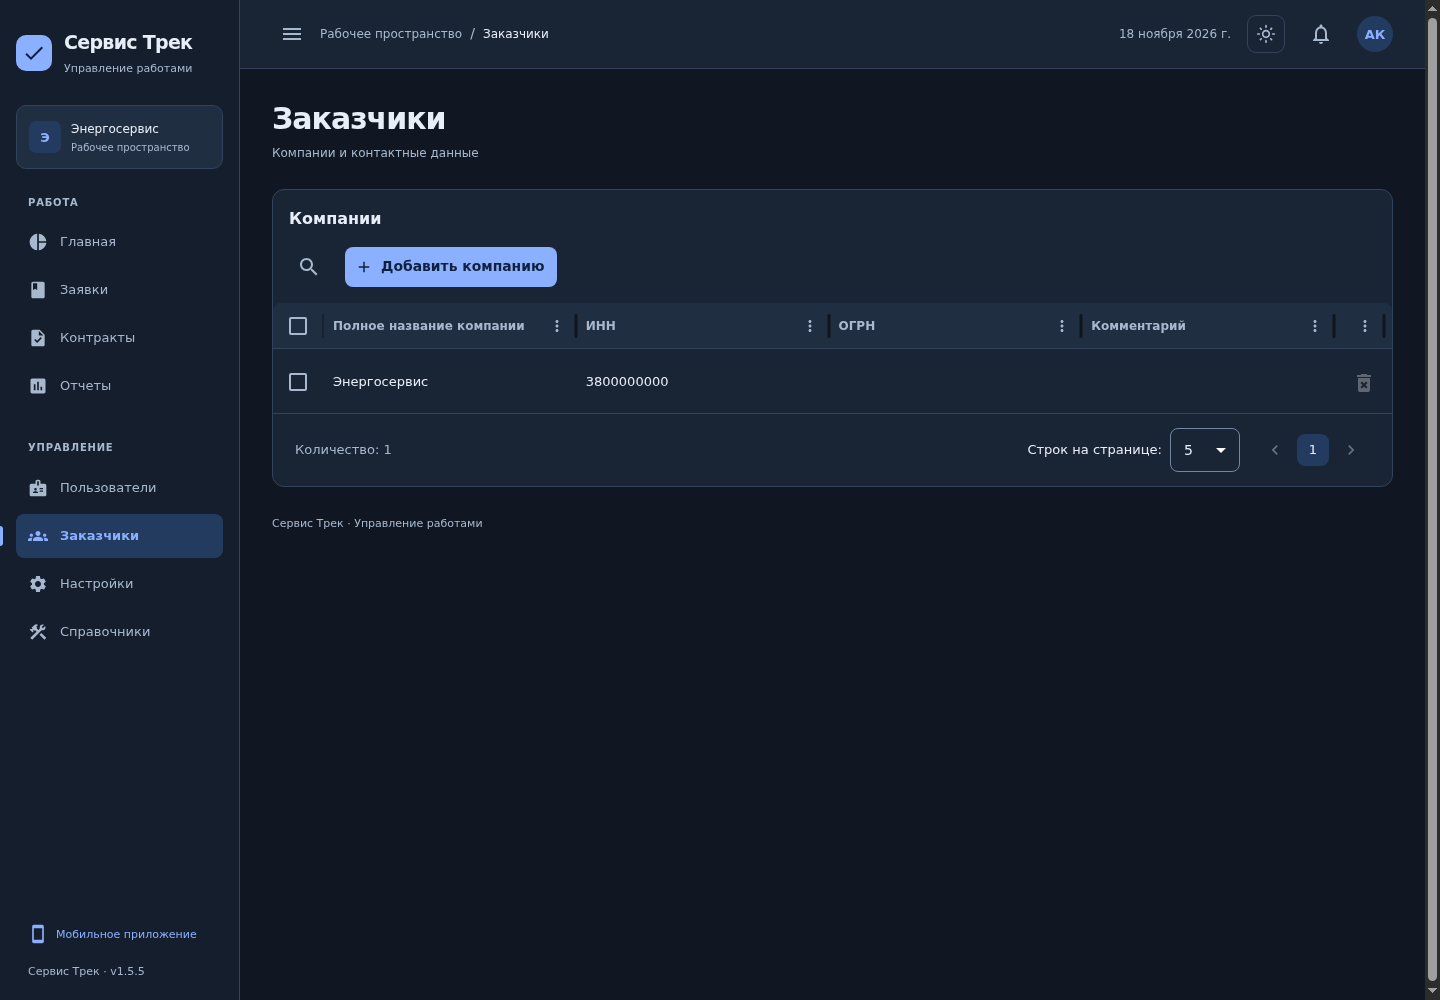 Сервис Трек
Управление работами
Э
Энергосервис
Рабочее пространство
РАБОТА
Главная
Заявки
Контракты
Отчеты
УПРАВЛЕНИЕ
Пользователи
Заказчики
Настройки
Справочники
Мобильное приложение
Сервис Трек · v1.5.5
Рабочее пространство / Заказчики
18 ноября 2026 г.
АК
Заказчики
Компании и контактные данные
Компании
+ Добавить компанию
Полное название компании ИНН ОГРН Комментарий
Энергосервис 3800000000
Количество: 1
Строк на странице: 5
1
Сервис Трек · Управление работами